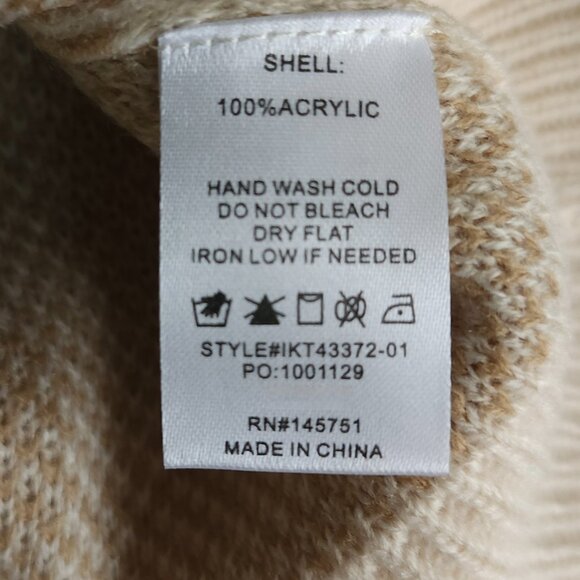 SHELL:
100%ACRYLIC
HAND WASH COLD
DO NOT BLEACH
DRY FLAT
IRON LOW IF NEEDED
STYLE#IKT43372-01
PO:1001129
RN#145751
MADE IN CHINA